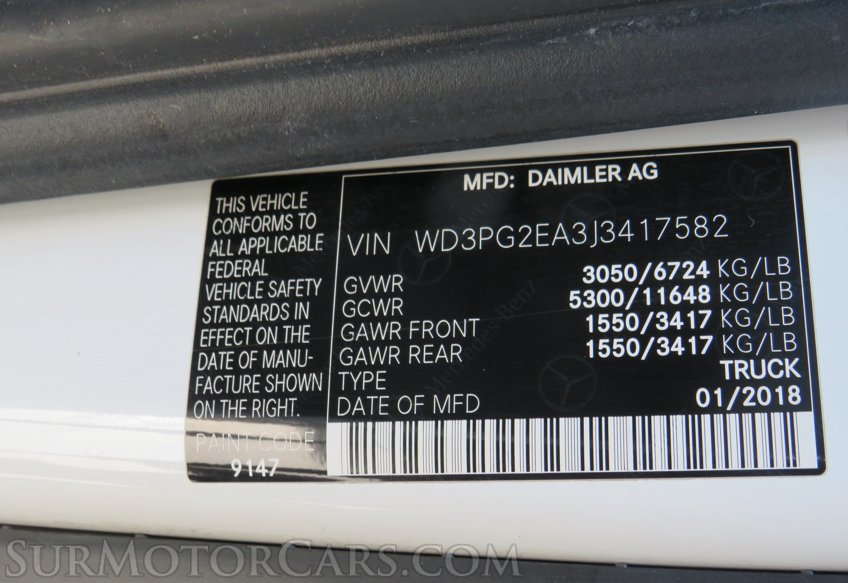 THIS VEHICLE
CONFORMS TO
ALL APPLICABLE
FEDERAL
VEHICLE SAFETY
STANDARDS IN
EFFECT ON THE
DATE OF MANU-
FACTURE SHOWN
ON THE RIGHT.
PAINT CODE
9147
MFD: DAIMLER AG
VIN WD3PG2EA3J3417582
GVWR 3050/6724 KG/LB
GCWR 5300/11648 KG/LB
GAWR FRONT 1550/3417 KG/LB
GAWR REAR 1550/3417 KG/LB
TYPE TRUCK
DATE OF MFD 01/2018
Mercedes-Benz
SURMOTORCARS.COM